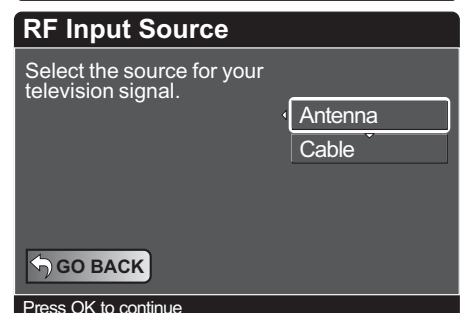 RF Input Source
Select the source for your
television signal.
Antenna
Cable
GO BACK
Press OK to continue